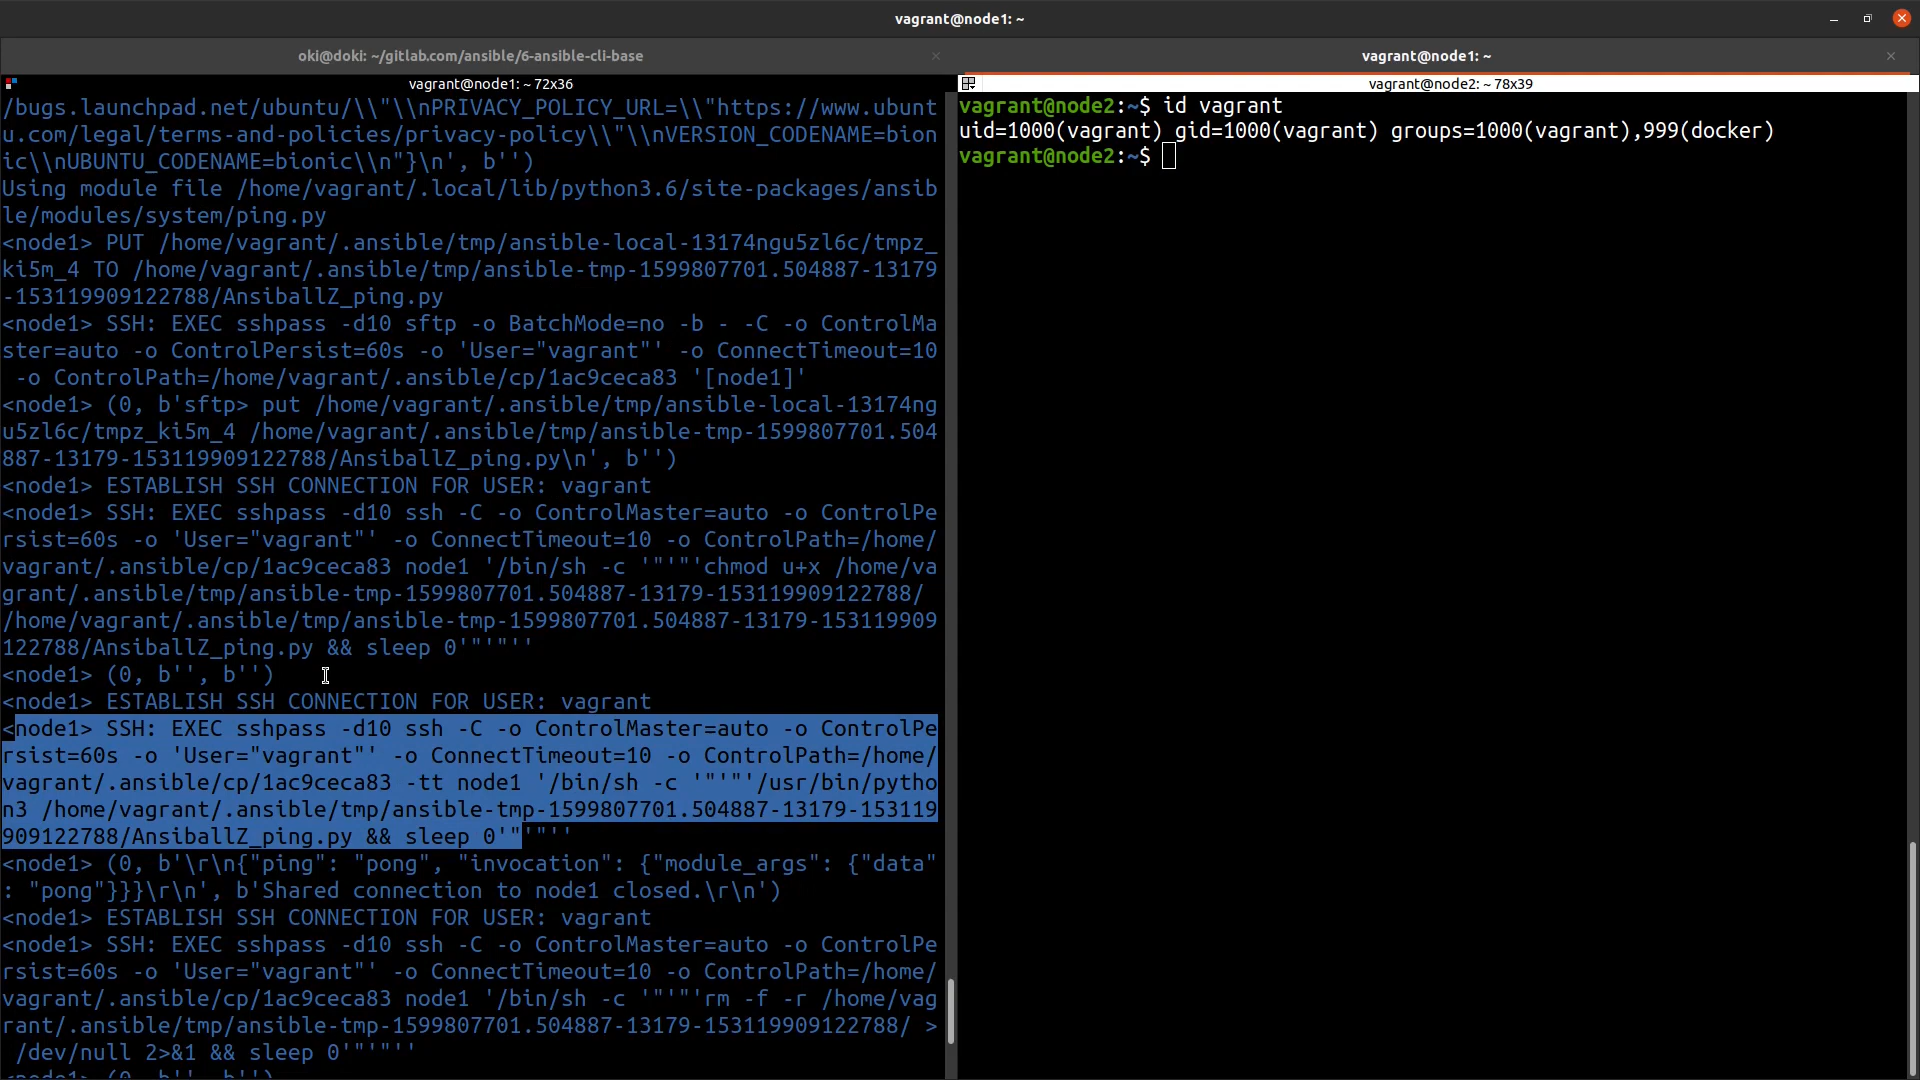 vagrant@node1: ~
oki@doki: ~/gitlab.com/ansible/6-ansible-cli-base
vagrant@node1: ~
vagrant@node1: ~ 72x36
/bugs.launchpad.net/ubuntu/\\"\\nPRIVACY_POLICY_URL=\\"https://www.ubunt
u.com/legal/terms-and-policies/privacy-policy\\"\\nVERSION_CODENAME=bion
ic\\nUBUNTU_CODENAME=bionic\\n"}\n', b'')
Using module file /home/vagrant/.local/lib/python3.6/site-packages/ansib
le/modules/system/ping.py
<node1> PUT /home/vagrant/.ansible/tmp/ansible-local-13174ngu5zl6c/tmpz_
ki5m_4 TO /home/vagrant/.ansible/tmp/ansible-tmp-1599807701.504887-13179
-153119909122788/AnsiballZ_ping.py
<node1> SSH: EXEC sshpass -d10 sftp -o BatchMode=no -b - -C -o ControlMa
ster=auto -o ControlPersist=60s -o 'User="vagrant"' -o ConnectTimeout=10
 -o ControlPath=/home/vagrant/.ansible/cp/1ac9ceca83 '[node1]'
<node1> (0, b'sftp> put /home/vagrant/.ansible/tmp/ansible-local-13174ng
u5zl6c/tmpz_ki5m_4 /home/vagrant/.ansible/tmp/ansible-tmp-1599807701.504
887-13179-153119909122788/AnsiballZ_ping.py\n', b'')
<node1> ESTABLISH SSH CONNECTION FOR USER: vagrant
<node1> SSH: EXEC sshpass -d10 ssh -C -o ControlMaster=auto -o ControlPe
rsist=60s -o 'User="vagrant"' -o ConnectTimeout=10 -o ControlPath=/home/
vagrant/.ansible/cp/1ac9ceca83 node1 '/bin/sh -c '"'"'chmod u+x /home/va
grant/.ansible/tmp/ansible-tmp-1599807701.504887-13179-153119909122788/
/home/vagrant/.ansible/tmp/ansible-tmp-1599807701.504887-13179-153119909
122788/AnsiballZ_ping.py && sleep 0'"'"''
<node1> (0, b'', b'')
<node1> ESTABLISH SSH CONNECTION FOR USER: vagrant
<node1> SSH: EXEC sshpass -d10 ssh -C -o ControlMaster=auto -o ControlPe
rsist=60s -o 'User="vagrant"' -o ConnectTimeout=10 -o ControlPath=/home/
vagrant/.ansible/cp/1ac9ceca83 -tt node1 '/bin/sh -c '"'"'/usr/bin/pytho
n3 /home/vagrant/.ansible/tmp/ansible-tmp-1599807701.504887-13179-153119
909122788/AnsiballZ_ping.py && sleep 0'"'"''
<node1> (0, b'\r\n{"ping": "pong", "invocation": {"module_args": {"data"
: "pong"}}}\r\n', b'Shared connection to node1 closed.\r\n')
<node1> ESTABLISH SSH CONNECTION FOR USER: vagrant
<node1> SSH: EXEC sshpass -d10 ssh -C -o ControlMaster=auto -o ControlPe
rsist=60s -o 'User="vagrant"' -o ConnectTimeout=10 -o ControlPath=/home/
vagrant/.ansible/cp/1ac9ceca83 node1 '/bin/sh -c '"'"'rm -f -r /home/vag
rant/.ansible/tmp/ansible-tmp-1599807701.504887-13179-153119909122788/ >
 /dev/null 2>&1 && sleep 0'"'"''
<node1> (0, b'', b'')
vagrant@node2: ~ 78x39
vagrant@node2:~$ id vagrant
uid=1000(vagrant) gid=1000(vagrant) groups=1000(vagrant),999(docker)
vagrant@node2:~$